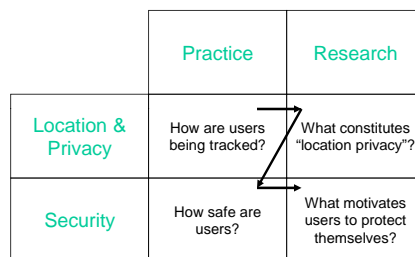 Practice
Research
Location &
Privacy
How are users
being tracked?
What constitutes
“location privacy”?
Security
How safe are
users?
What motivates
users to protect
themselves?